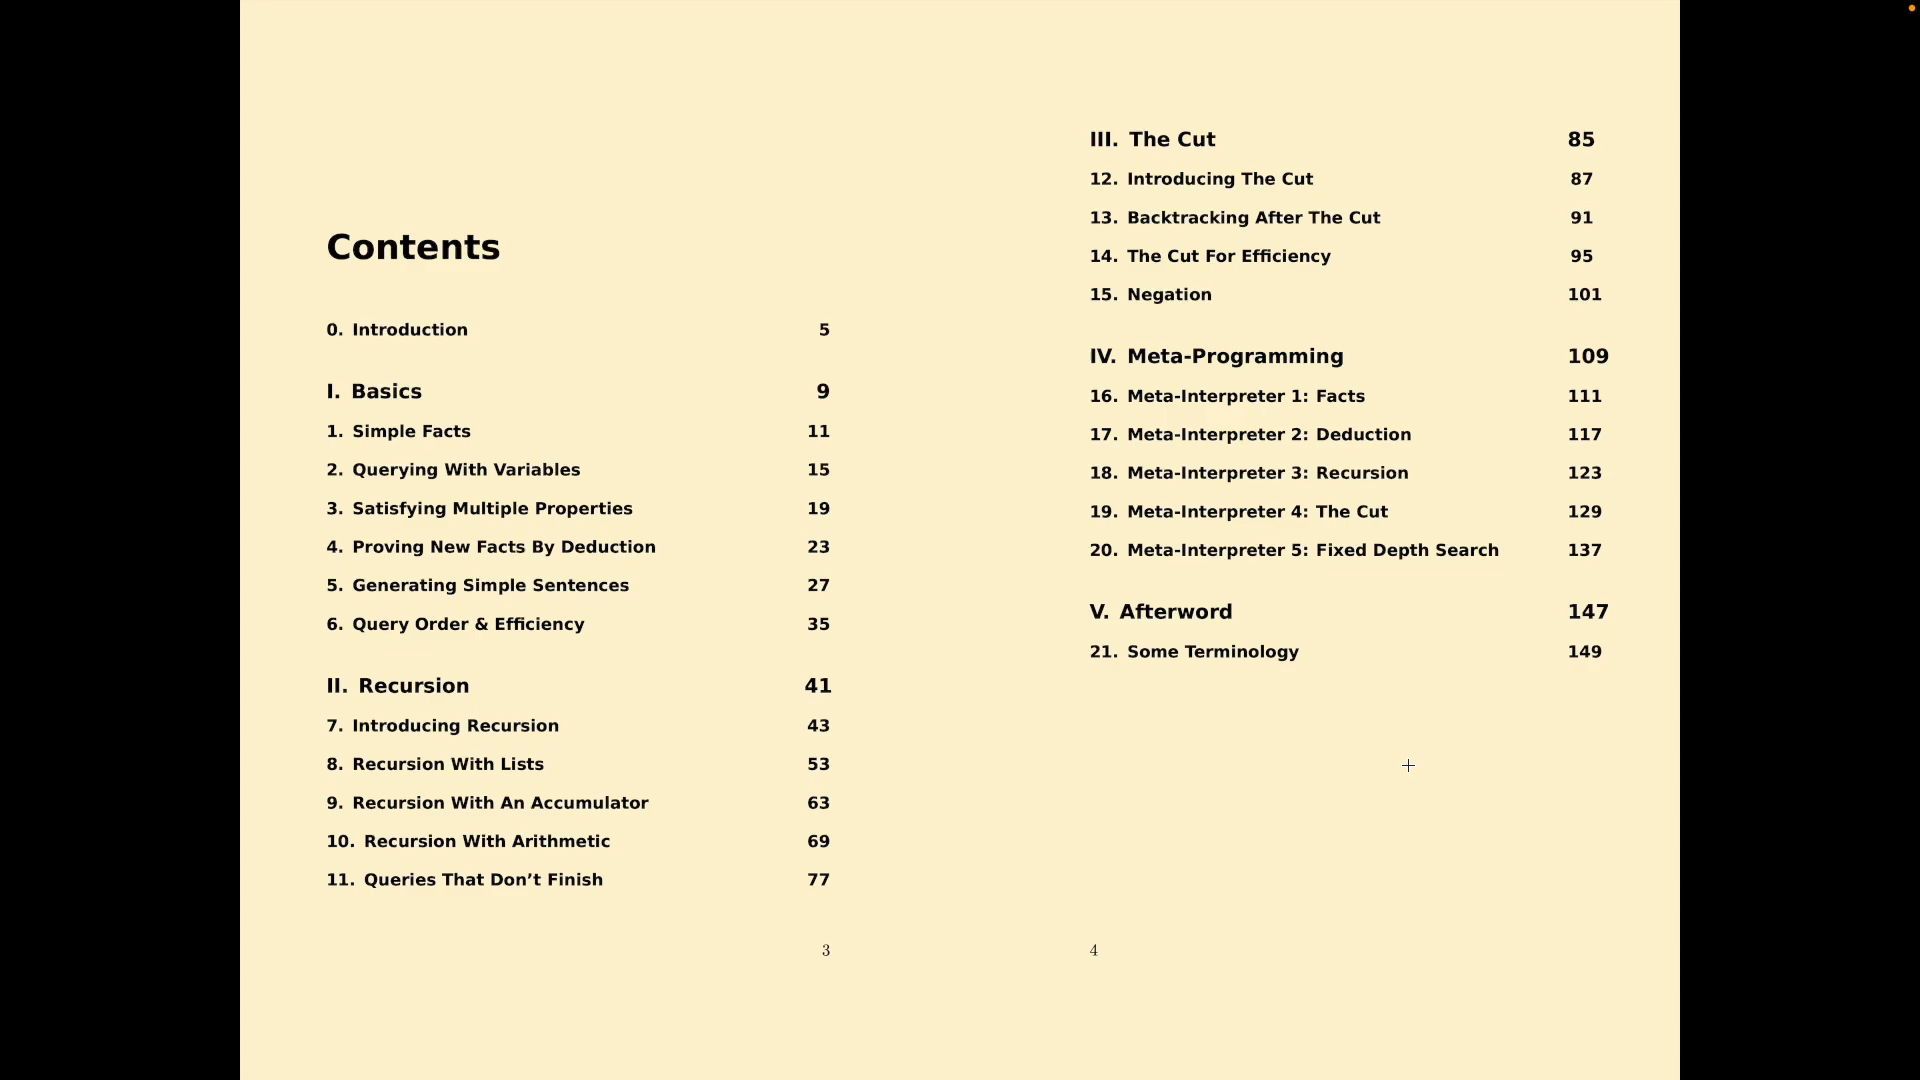 Contents
0. Introduction 5
I. Basics 9
1. Simple Facts 11
2. Querying With Variables 15
3. Satisfying Multiple Properties 19
4. Proving New Facts By Deduction 23
5. Generating Simple Sentences 27
6. Query Order & Efficiency 35
II. Recursion 41
7. Introducing Recursion 43
8. Recursion With Lists 53
9. Recursion With An Accumulator 63
10. Recursion With Arithmetic 69
11. Queries That Don’t Finish 77
3
III. The Cut 85
12. Introducing The Cut 87
13. Backtracking After The Cut 91
14. The Cut For Efficiency 95
15. Negation 101
IV. Meta-Programming 109
16. Meta-Interpreter 1: Facts 111
17. Meta-Interpreter 2: Deduction 117
18. Meta-Interpreter 3: Recursion 123
19. Meta-Interpreter 4: The Cut 129
20. Meta-Interpreter 5: Fixed Depth Search 137
V. Afterword 147
21. Some Terminology 149
4